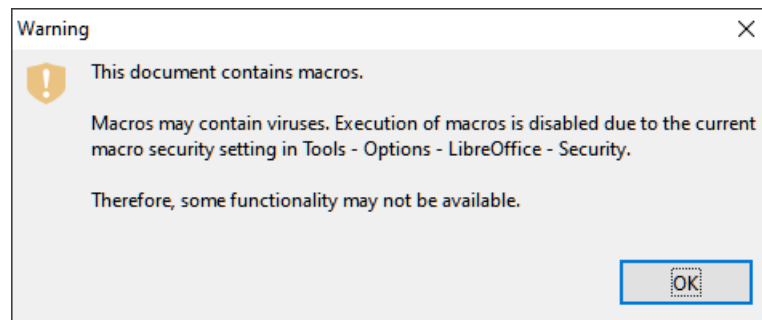 Warning
This document contains macros.
Macros may contain viruses. Execution of macros is disabled due to the current
macro security setting in Tools - Options - LibreOffice - Security.
Therefore, some functionality may not be available.
OK